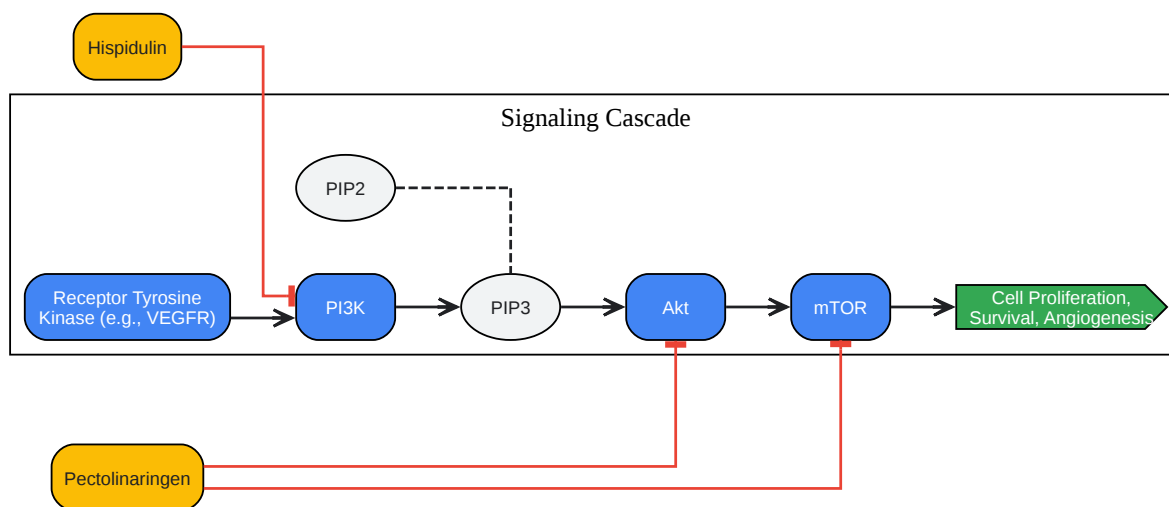 Hispidulin
Signaling Cascade
PIP2
Receptor Tyrosine
Kinase (e.g., VEGFR)
PI3K
PIP3
Akt
mTOR
Cell Proliferation,
Survival, Angiogenesis
Pectolinaringen